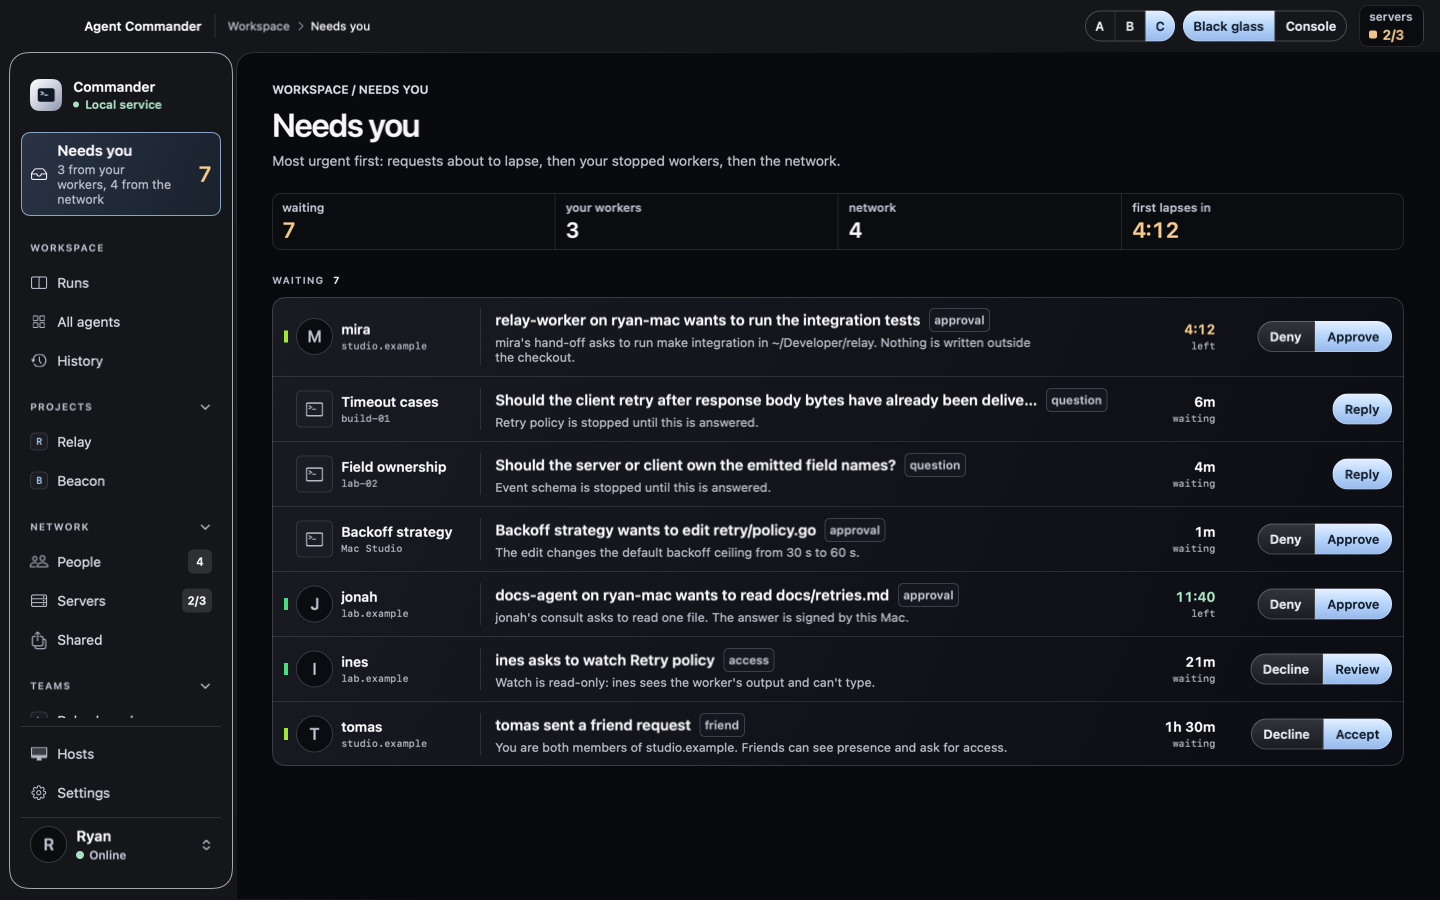 Agent Commander
Workspace > Needs you
A B C
Black glass Console
servers
2/3
Commander
Local service
Needs you
3 from your
workers, 4 from the
network
7
WORKSPACE
Runs
All agents
History
PROJECTS
R Relay
B Beacon
NETWORK
People 4
Servers 2/3
Shared
TEAMS
Hosts
Settings
R
Ryan
Online
WORKSPACE / NEEDS YOU
Needs you
Most urgent first: requests about to lapse, then your stopped workers, then the network.
waiting
7
your workers
3
network
4
first lapses in
4:12
WAITING 7
M
mira
studio.example
relay-worker on ryan-mac wants to run the integration tests approval
mira's hand-off asks to run make integration in ~/Developer/relay. Nothing is written outside
the checkout.
4:12
left
Deny Approve
Timeout cases
build-01
Should the client retry after response body bytes have already been delive... question
Retry policy is stopped until this is answered.
6m
waiting
Reply
Field ownership
lab-02
Should the server or client own the emitted field names? question
Event schema is stopped until this is answered.
4m
waiting
Reply
Backoff strategy
Mac Studio
Backoff strategy wants to edit retry/policy.go approval
The edit changes the default backoff ceiling from 30 s to 60 s.
1m
waiting
Deny Approve
J
jonah
lab.example
docs-agent on ryan-mac wants to read docs/retries.md approval
jonah's consult asks to read one file. The answer is signed by this Mac.
11:40
left
Deny Approve
I
ines
lab.example
ines asks to watch Retry policy access
Watch is read-only: ines sees the worker's output and can't type.
21m
waiting
Decline Review
T
tomas
studio.example
tomas sent a friend request friend
You are both members of studio.example. Friends can see presence and ask for access.
1h 30m
waiting
Decline Accept